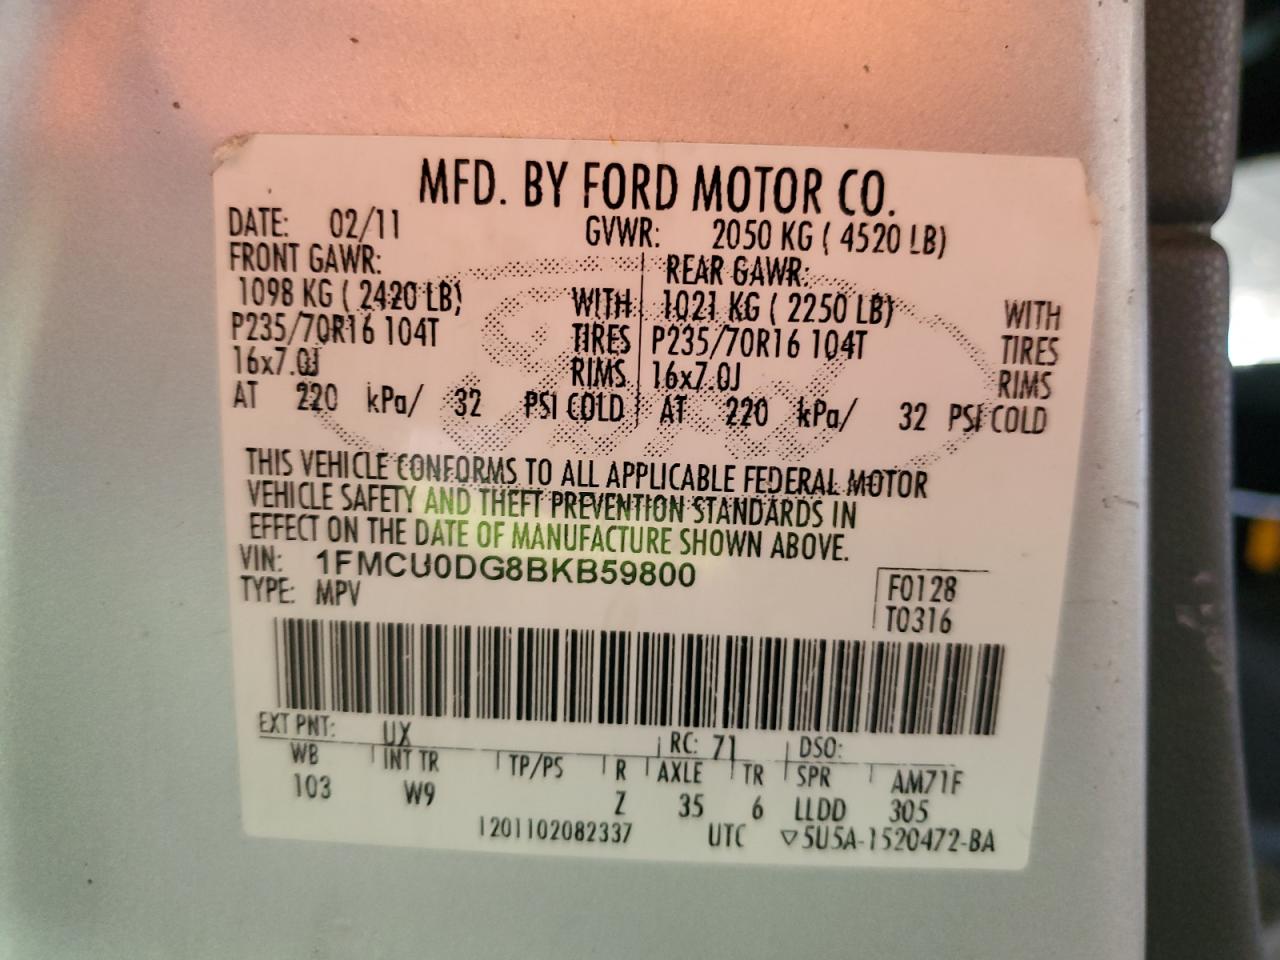 MFD. BY FORD MOTOR CO.
DATE: 02/11 GVWR: 2050 KG ( 4520 LB)
FRONT GAWR: REAR GAWR:
1098 KG ( 2420 LB) WITH 1021 KG ( 2250 LB) WITH
P235/70R16 104T TIRES P235/70R16 104T TIRES
16x7.0J RIMS 16x7.0J RIMS
AT 220 kPa/ 32 PSI COLD AT 220 kPa/ 32 PSI COLD
Ford
THIS VEHICLE CONFORMS TO ALL APPLICABLE FEDERAL MOTOR
VEHICLE SAFETY AND THEFT PREVENTION STANDARDS IN
EFFECT ON THE DATE OF MANUFACTURE SHOWN ABOVE.
VIN: 1FMCU0DG8BKB59800
TYPE: MPV
F0128
T0316
EXT PNT: UX RC: 71 DSO:
WB INT TR TP/PS R AXLE TR SPR AM71F
103 W9 Z 35 6 LLDD 305
1201102082337 UTC ▽5U5A-1520472-BA